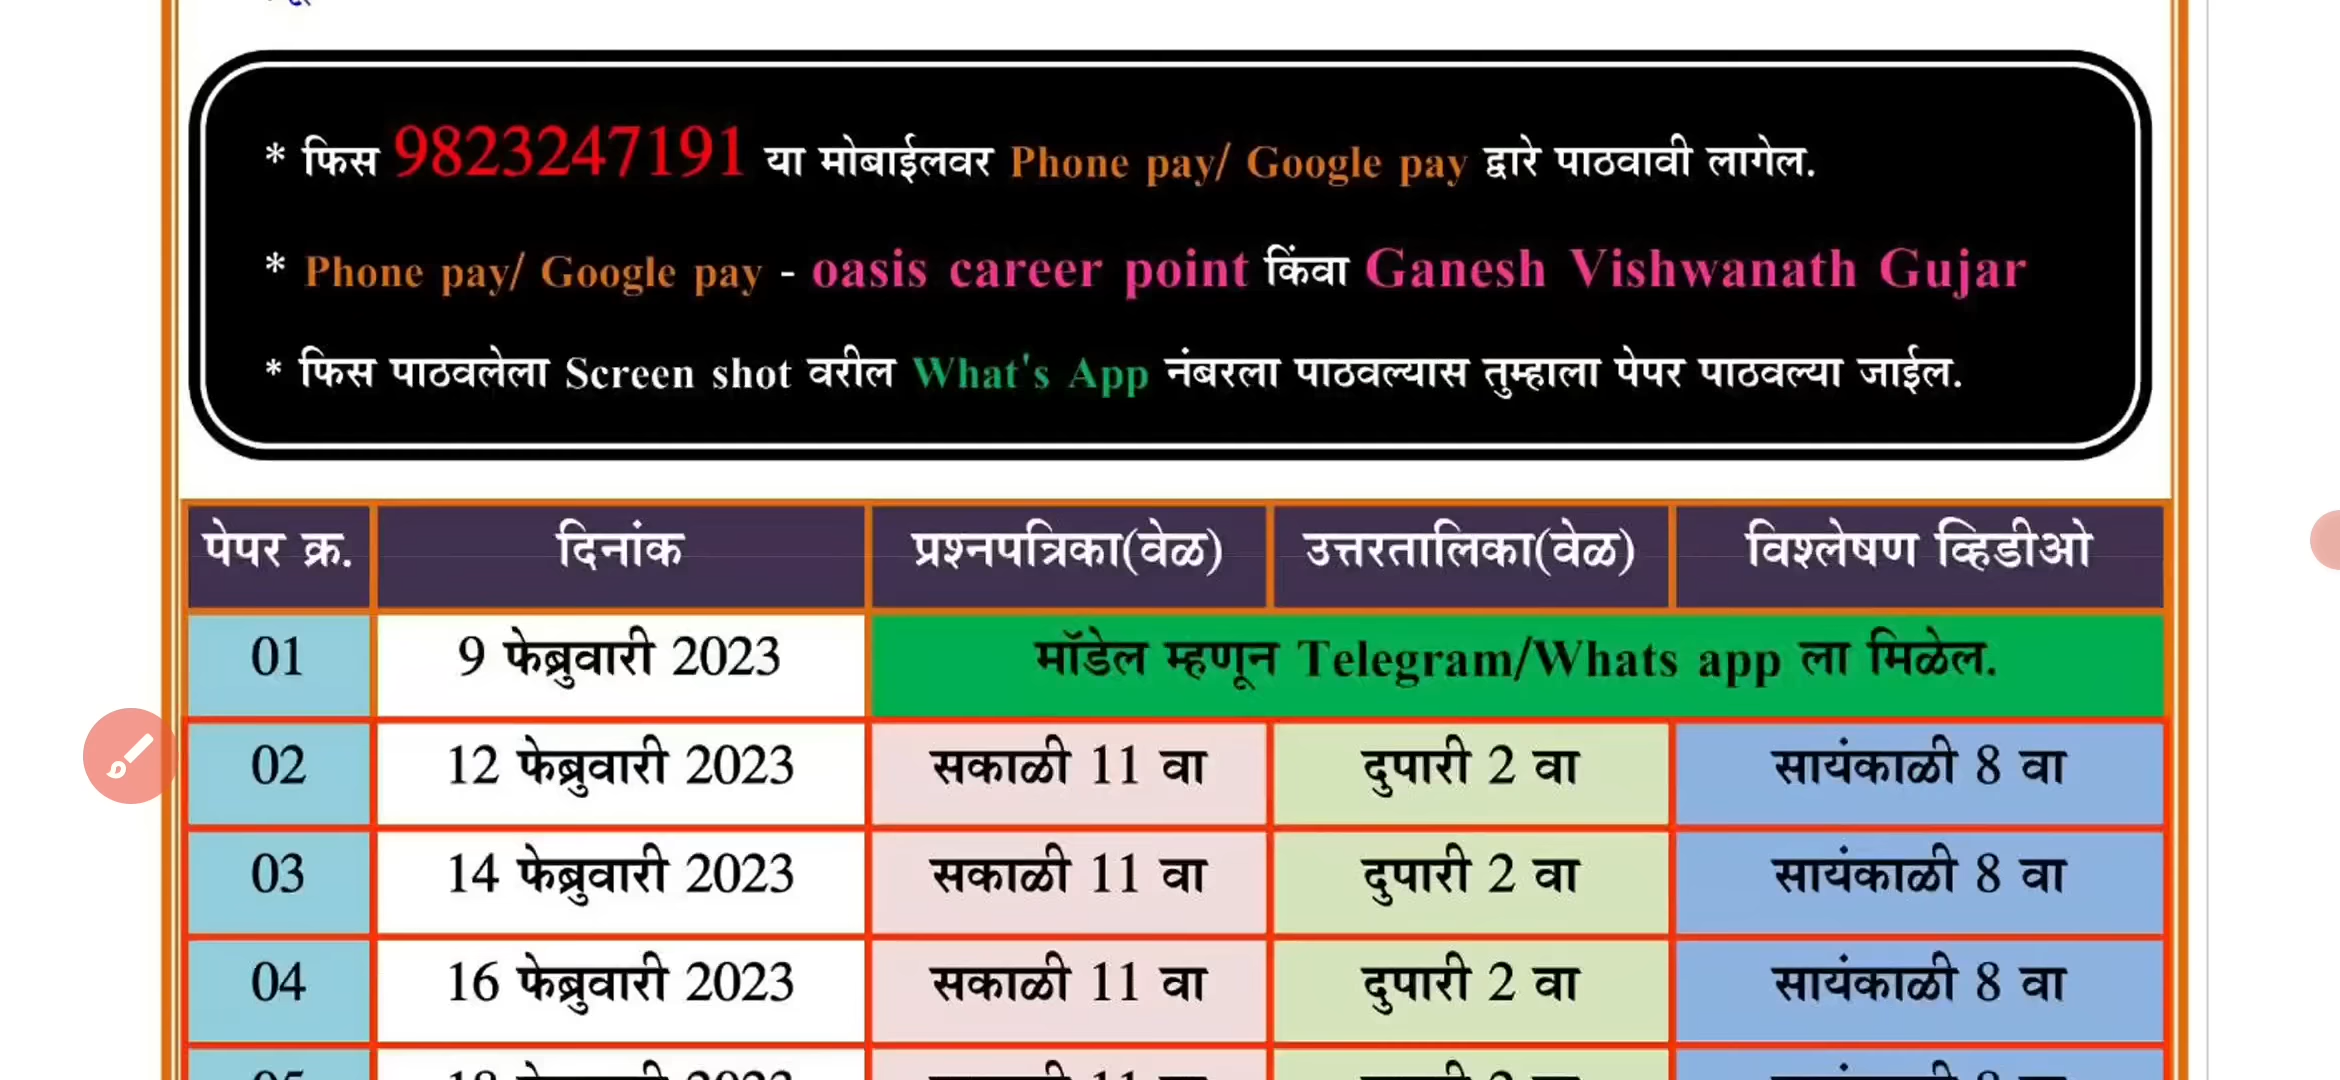 * फिस 9823247191 या मोबाईलवर Phone pay/ Google pay द्वारे पाठवावी लागेल.
* Phone pay/ Google pay - oasis career point किंवा Ganesh Vishwanath Gujar
* फिस पाठवलेला Screen shot वरील What's App नंबरला पाठवल्यास तुम्हाला पेपर पाठवल्या जाईल.
पेपर क्र. दिनांक प्रश्नपत्रिका(वेळ) उत्तरतालिका(वेळ) विश्लेषण व्हिडीओ
01 9 फेब्रुवारी 2023 मॉडेल म्हणून Telegram/Whats app ला मिळेल.
02 12 फेब्रुवारी 2023 सकाळी 11 वा दुपारी 2 वा सायंकाळी 8 वा
03 14 फेब्रुवारी 2023 सकाळी 11 वा दुपारी 2 वा सायंकाळी 8 वा
04 16 फेब्रुवारी 2023 सकाळी 11 वा दुपारी 2 वा सायंकाळी 8 वा